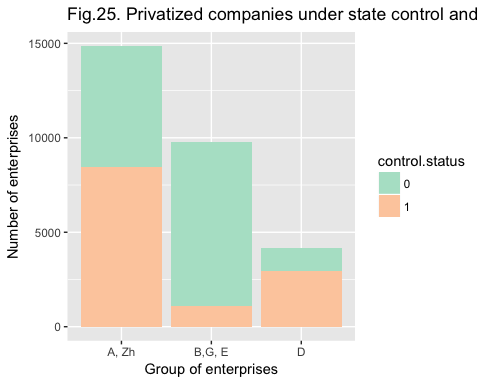 Fig.25. Privatized companies under state control and
15000
10000
5000
0
Number of enterprises
A, Zh
B,G, E
D
Group of enterprises
control.status
0
1